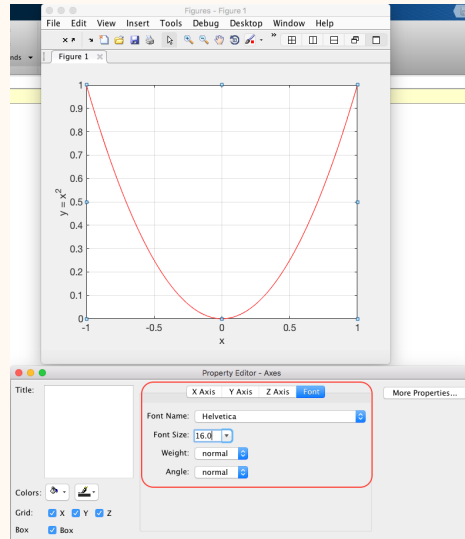 Figures - Figure 1
File Edit View Insert Tools Debug Desktop Window Help
nds
Figure 1
1
0.9
0.8
0.7
0.6
0.5
0.4
0.3
0.2
0.1
0
y = x²
-1 -0.5 0 0.5 1
x
Property Editor - Axes
Title:
X Axis Y Axis Z Axis Font
More Properties...
Font Name: Helvetica
Font Size: 16.0
Weight: normal
Angle: normal
Colors:
Grid: X Y Z
Box Box